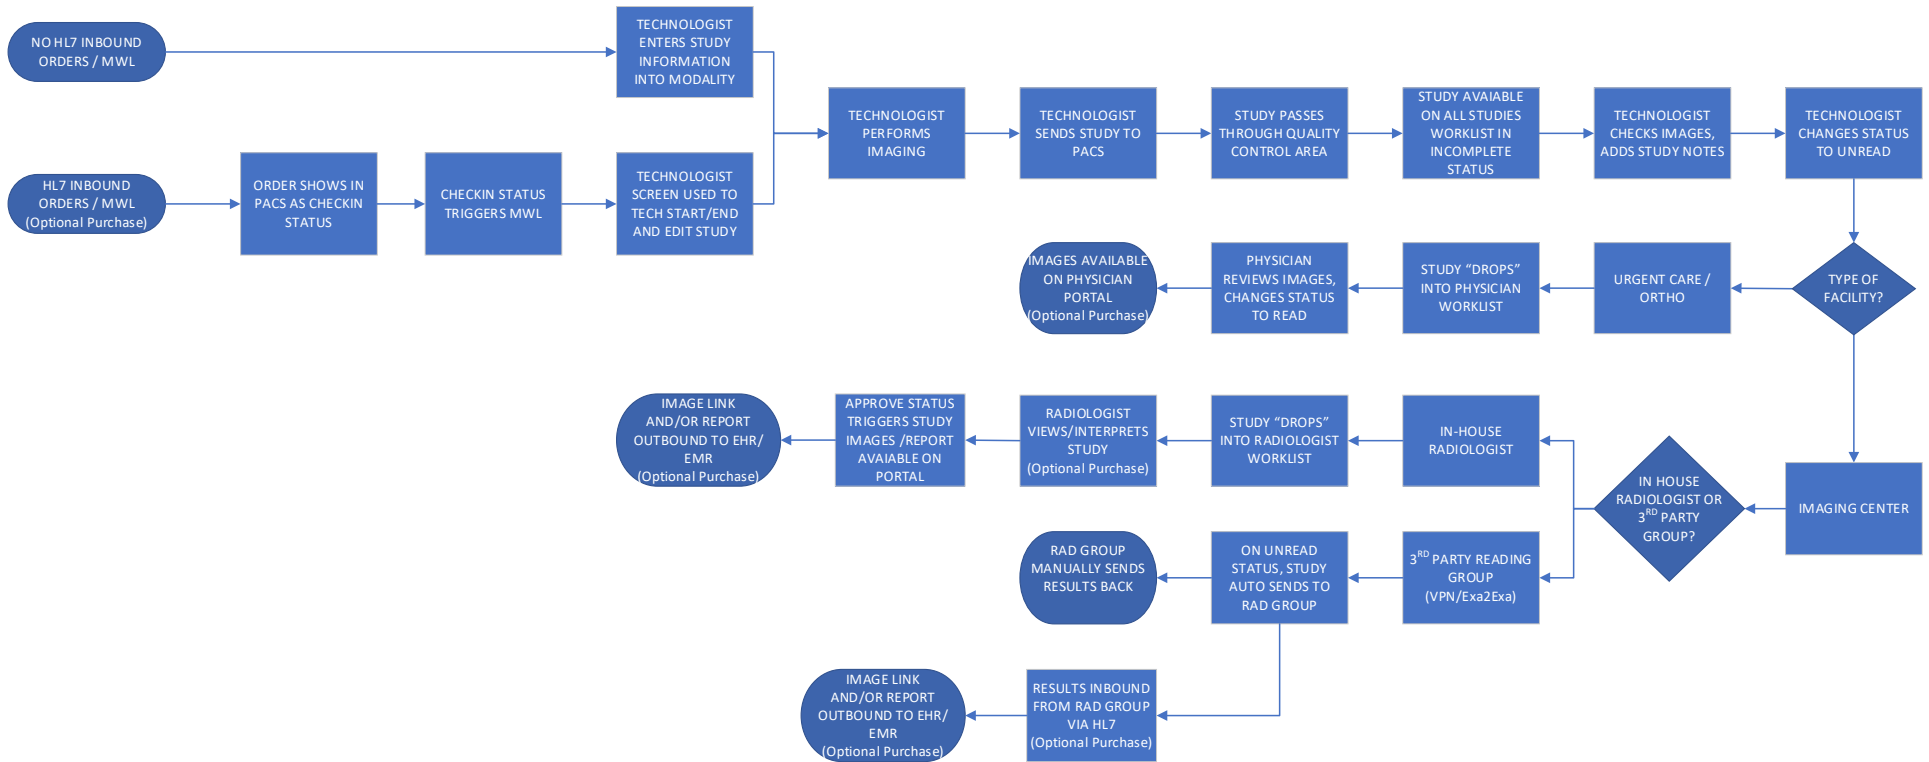 NO HL7 INBOUND
ORDERS / MWL
TECHNOLOGIST
ENTERS STUDY
INFORMATION
INTO MODALITY
HL7 INBOUND
ORDERS / MWL
(Optional Purchase)
ORDER SHOWS IN
PACS AS CHECKIN
STATUS
CHECKIN STATUS
TRIGGERS MWL
TECHNOLOGIST
SCREEN USED TO
TECH START/END
AND EDIT STUDY
TECHNOLOGIST
PERFORMS
IMAGING
TECHNOLOGIST
SENDS STUDY TO
PACS
STUDY PASSES
THROUGH QUALITY
CONTROL AREA
STUDY AVAIABLE
ON ALL STUDIES
WORKLIST IN
INCOMPLETE
STATUS
TECHNOLOGIST
CHECKS IMAGES,
ADDS STUDY NOTES
TECHNOLOGIST
CHANGES STATUS
TO UNREAD
TYPE OF
FACILITY?
URGENT CARE /
ORTHO
STUDY “DROPS”
INTO PHYSICIAN
WORKLIST
PHYSICIAN
REVIEWS IMAGES,
CHANGES STATUS
TO READ
IMAGES AVAILABLE
ON PHYSICIAN
PORTAL
(Optional Purchase)
IMAGING CENTER
IN HOUSE
RADIOLOGIST OR
3RD PARTY
GROUP?
IN-HOUSE
RADIOLOGIST
STUDY “DROPS”
INTO RADIOLOGIST
WORKLIST
RADIOLOGIST
VIEWS/INTERPRETS
STUDY
(Optional Purchase)
APPROVE STATUS
TRIGGERS STUDY
IMAGES /REPORT
AVAIABLE ON
PORTAL
IMAGE LINK
AND/OR REPORT
OUTBOUND TO EHR/
EMR
(Optional Purchase)
3RD PARTY READING
GROUP
(VPN/Exa2Exa)
ON UNREAD
STATUS, STUDY
AUTO SENDS TO
RAD GROUP
RAD GROUP
MANUALLY SENDS
RESULTS BACK
RESULTS INBOUND
FROM RAD GROUP
VIA HL7
(Optional Purchase)
IMAGE LINK
AND/OR REPORT
OUTBOUND TO EHR/
EMR
(Optional Purchase)